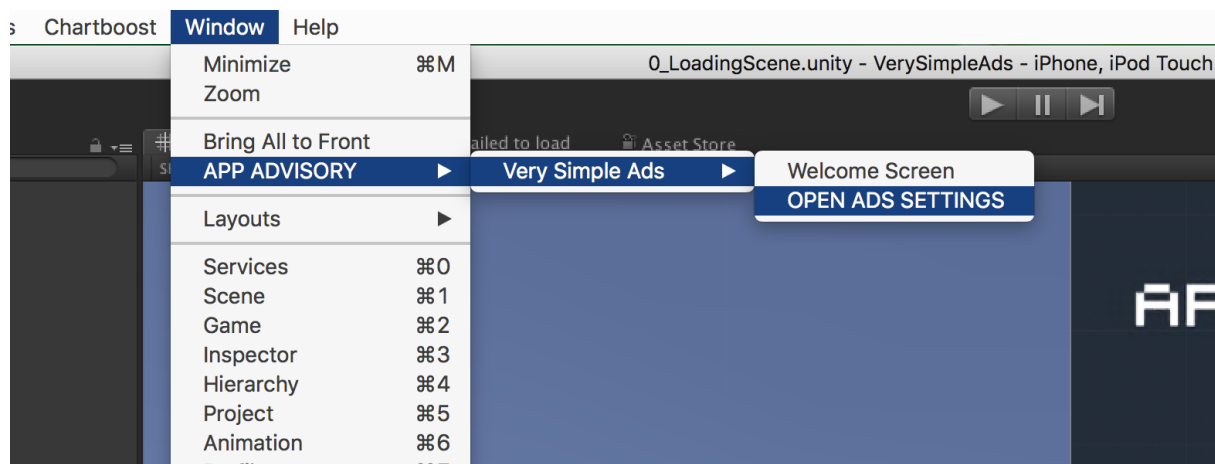 Chartboost Window Help
Minimize ⌘M
0_LoadingScene.unity - VerySimpleAds - iPhone, iPod Touch
Zoom
Bring All to Front
ailed to load Asset Store
APP ADVISORY ▶ Very Simple Ads ▶ Welcome Screen
OPEN ADS SETTINGS
Layouts ▶
Services ⌘0
Scene ⌘1
Game ⌘2
Inspector ⌘3
Hierarchy ⌘4
Project ⌘5
Animation ⌘6